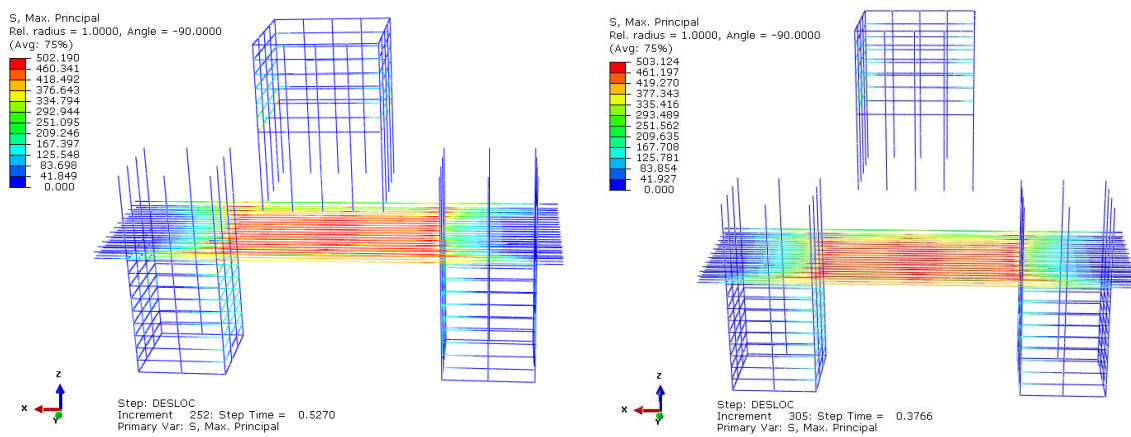 S, Max. Principal
Rel. radius = 1.0000, Angle = -90.0000
(Avg: 75%)
502.190
460.341
418.492
376.643
334.794
292.944
251.095
209.246
167.397
125.548
83.698
41.849
0.000
z
x
Y
Step: DESLOC
Increment 252: Step Time = 0.5270
Primary Var: S, Max. Principal
S, Max. Principal
Rel. radius = 1.0000, Angle = -90.0000
(Avg: 75%)
503.124
461.197
419.270
377.343
335.416
293.489
251.562
209.635
167.708
125.781
83.854
41.927
0.000
z
x
Y
Step: DESLOC
Increment 305: Step Time = 0.3766
Primary Var: S, Max. Principal